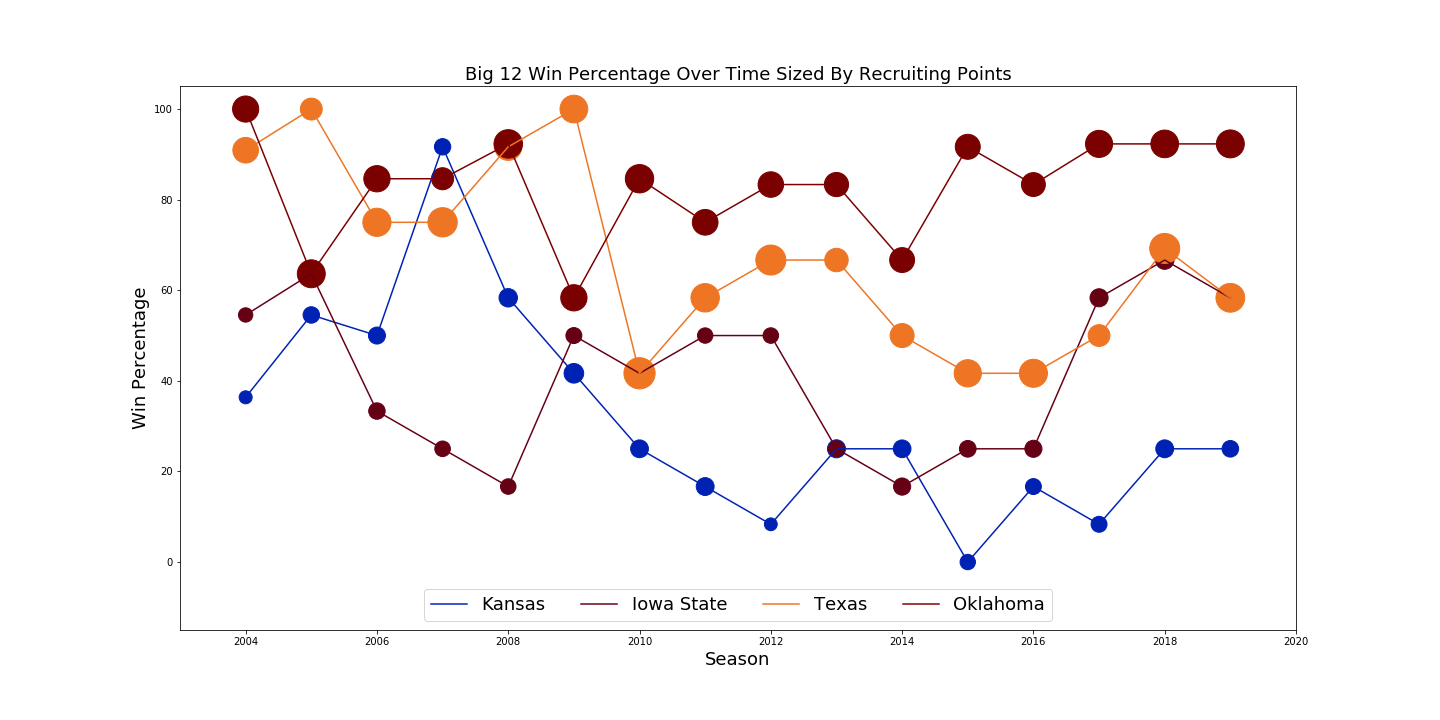 Big 12 Win Percentage Over Time Sized By Recruiting Points
100
80
60
40
20
0
Win Percentage
Kansas Iowa State Texas Oklahoma
2004 2006 2008 2010 2012 2014 2016 2018 2020
Season